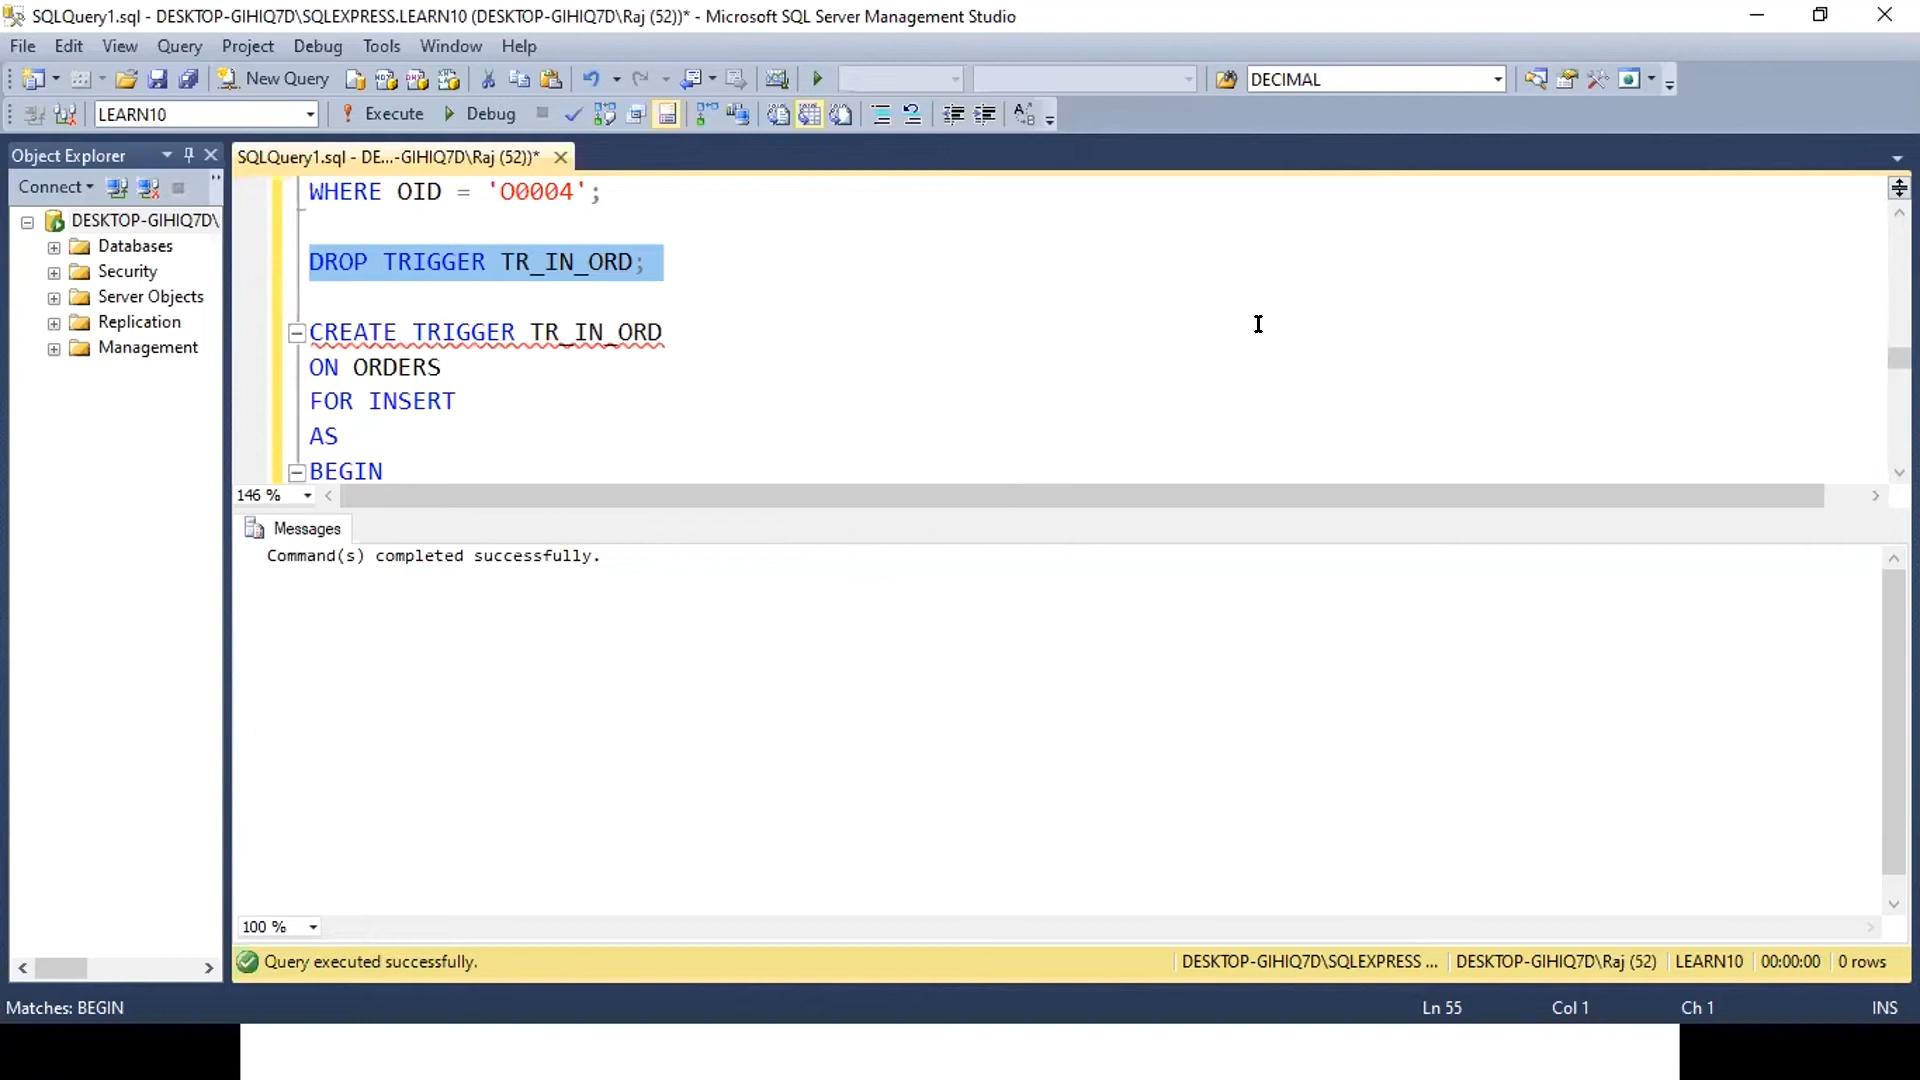 SQLQuery1.sql - DESKTOP-GIHIQ7D\SQLEXPRESS.LEARN10 (DESKTOP-GIHIQ7D\Raj (52))* - Microsoft SQL Server Management Studio
File Edit View Query Project Debug Tools Window Help
New Query DECIMAL
LEARN10 Execute Debug
Object Explorer
SQLQuery1.sql - DE...-GIHIQ7D\Raj (52))*
Connect
DESKTOP-GIHIQ7D\
Databases
Security
Server Objects
Replication
Management
WHERE OID = 'O0004';
DROP TRIGGER TR_IN_ORD;
CREATE TRIGGER TR_IN_ORD
ON ORDERS
FOR INSERT
AS
BEGIN
146 %
Messages
Command(s) completed successfully.
100 %
Query executed successfully. DESKTOP-GIHIQ7D\SQLEXPRESS ... DESKTOP-GIHIQ7D\Raj (52) LEARN10 00:00:00 0 rows
Matches: BEGIN Ln 55 Col 1 Ch 1 INS